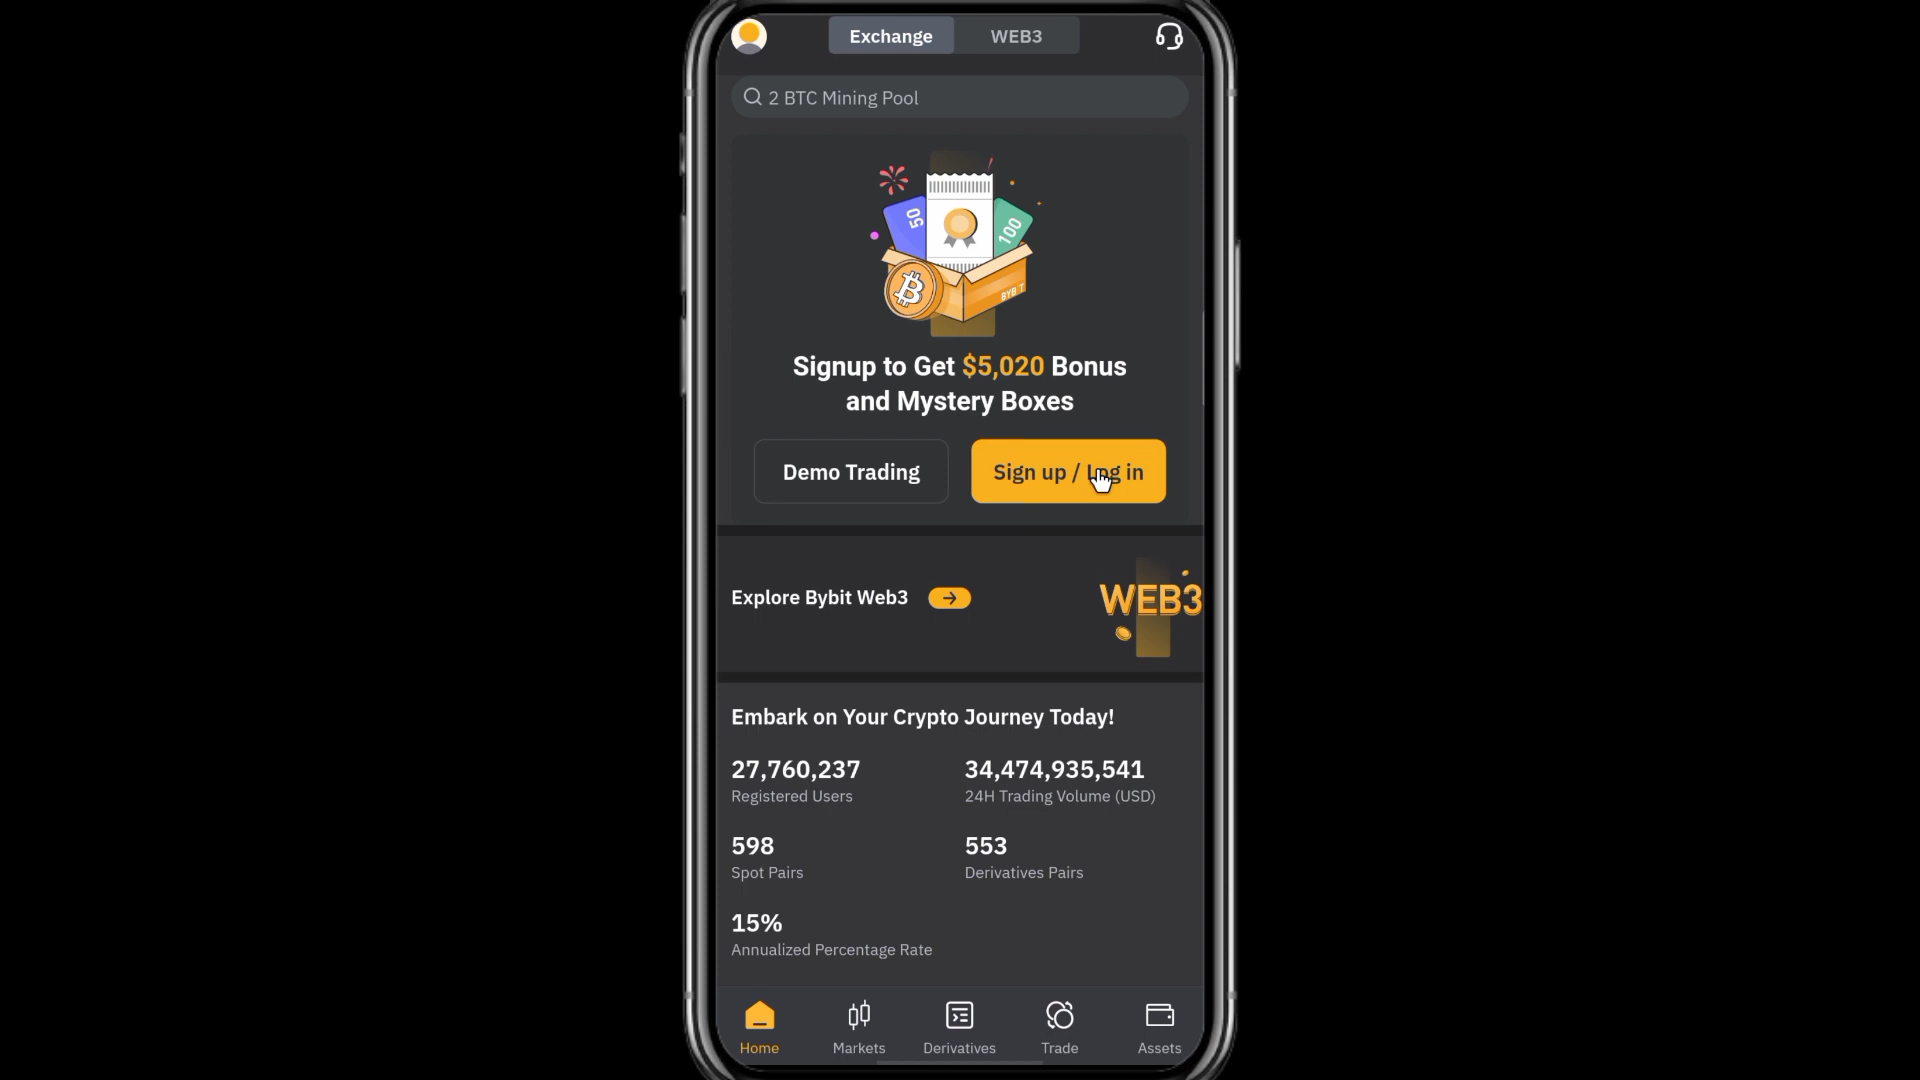 Exchange
WEB3
2 BTC Mining Pool
50
100
BYBIT
Signup to Get $5,020 Bonus
and Mystery Boxes
Demo Trading
Sign up / Log in
Explore Bybit Web3
WEB3
Embark on Your Crypto Journey Today!
27,760,237
34,474,935,541
Registered Users
24H Trading Volume (USD)
598
553
Spot Pairs
Derivatives Pairs
15%
Annualized Percentage Rate
Home
Markets
Derivatives
Trade
Assets